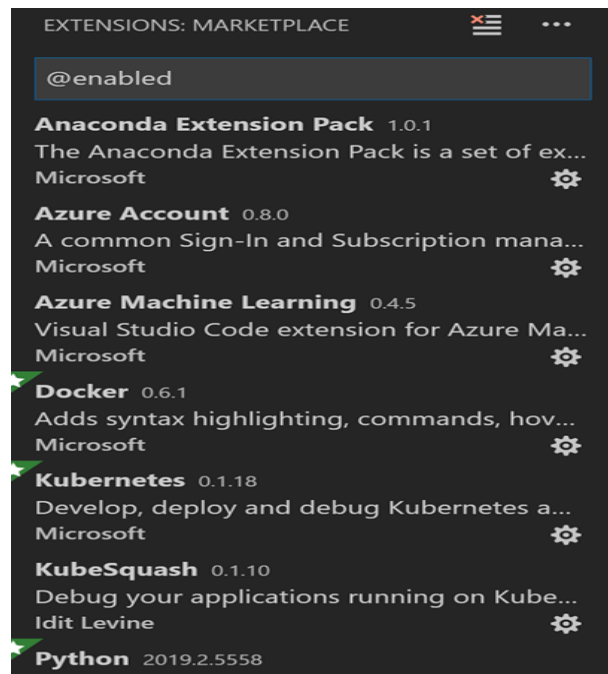 EXTENSIONS: MARKETPLACE
@enabled
Anaconda Extension Pack 1.0.1
The Anaconda Extension Pack is a set of ex...
Microsoft
Azure Account 0.8.0
A common Sign-In and Subscription mana...
Microsoft
Azure Machine Learning 0.4.5
Visual Studio Code extension for Azure Ma...
Microsoft
Docker 0.6.1
Adds syntax highlighting, commands, hov...
Microsoft
Kubernetes 0.1.18
Develop, deploy and debug Kubernetes a...
Microsoft
KubeSquash 0.1.10
Debug your applications running on Kube...
Idit Levine
Python 2019.2.5558